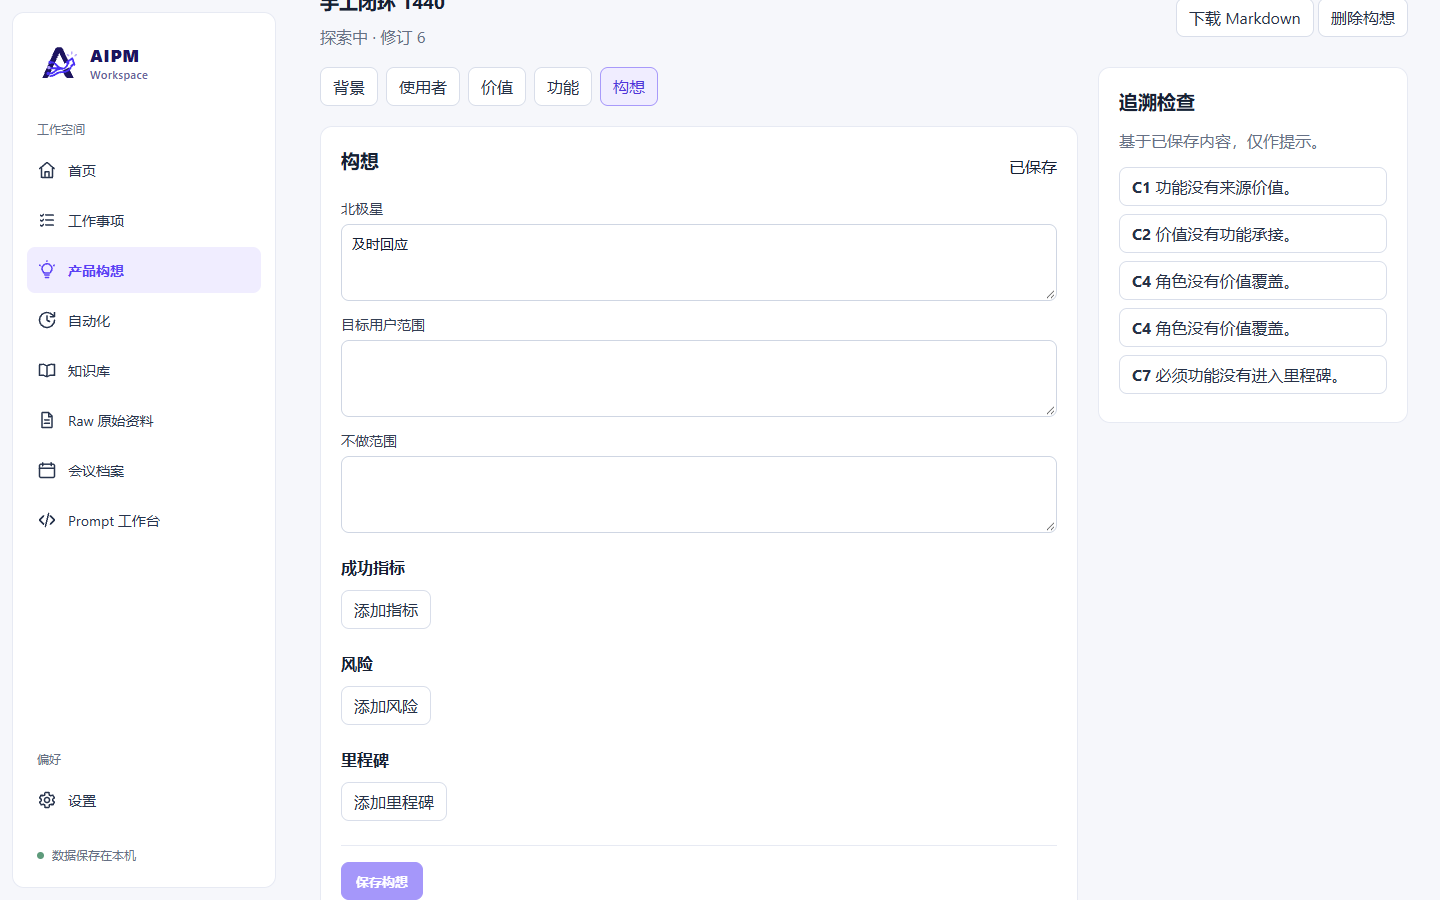 AIPM
Workspace
工作空间
首页
工作事项
产品构想
自动化
知识库
Raw 原始资料
会议档案
Prompt 工作台
偏好
设置
数据保存在本机
手工闭环 1440
探索中 · 修订 6
下载 Markdown
删除构想
背景
使用者
价值
功能
构想
构想
已保存
北极星
及时回应
目标用户范围
不做范围
成功指标
添加指标
风险
添加风险
里程碑
添加里程碑
保存构想
追溯检查
基于已保存内容，仅作提示。
C1 功能没有来源价值。
C2 价值没有功能承接。
C4 角色没有价值覆盖。
C4 角色没有价值覆盖。
C7 必须功能没有进入里程碑。